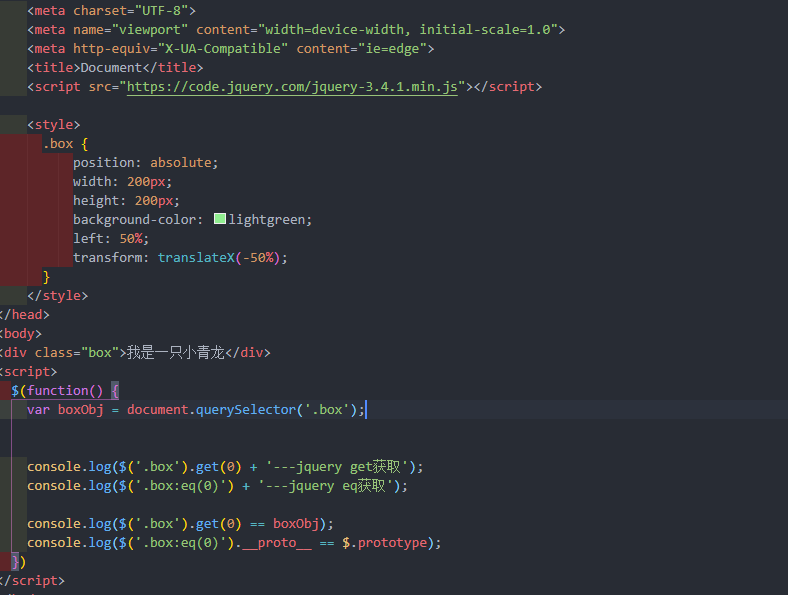 <meta charset="UTF-8">
<meta name="viewport" content="width=device-width, initial-scale=1.0">
<meta http-equiv="X-UA-Compatible" content="ie=edge">
<title>Document</title>
<script src="https://code.jquery.com/jquery-3.4.1.min.js"></script>
<style>
.box {
position: absolute;
width: 200px;
height: 200px;
background-color: lightgreen;
left: 50%;
transform: translateX(-50%);
}
</style>
</head>
<body>
<div class="box">我是一只小青龙</div>
<script>
$(function() {
var boxObj = document.querySelector('.box');
console.log($('.box').get(0) + '---jquery get获取');
console.log($('.box:eq(0)') + '---jquery eq获取');
console.log($('.box').get(0) == boxObj);
console.log($('.box:eq(0)').__proto__ == $.prototype);
})
</script>